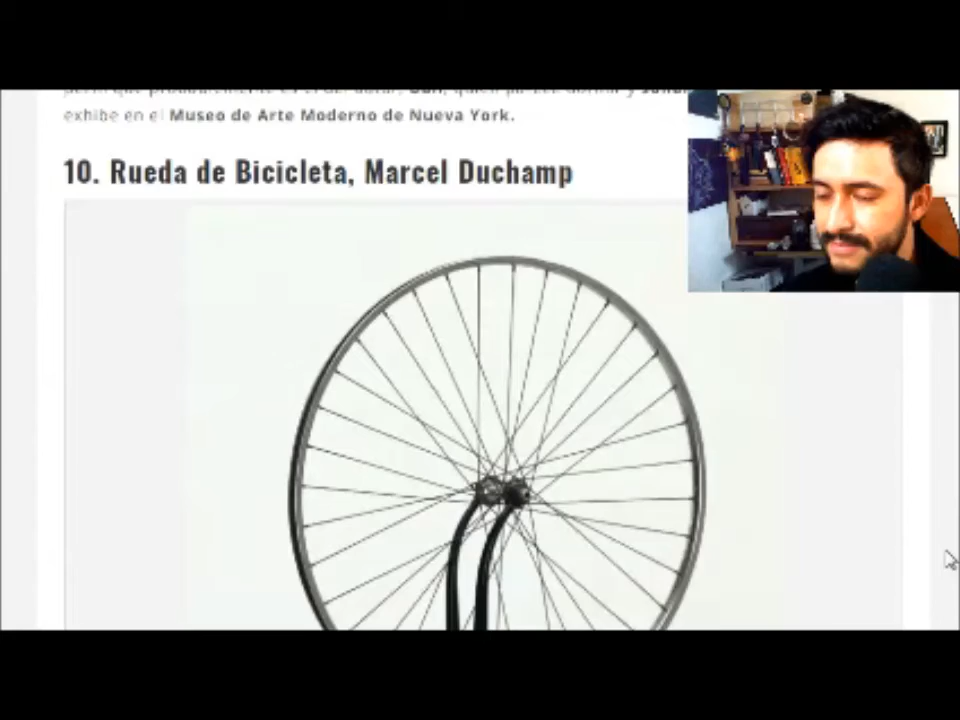 exhibe en el Museo de Arte Moderno de Nueva York.
10. Rueda de Bicicleta, Marcel Duchamp